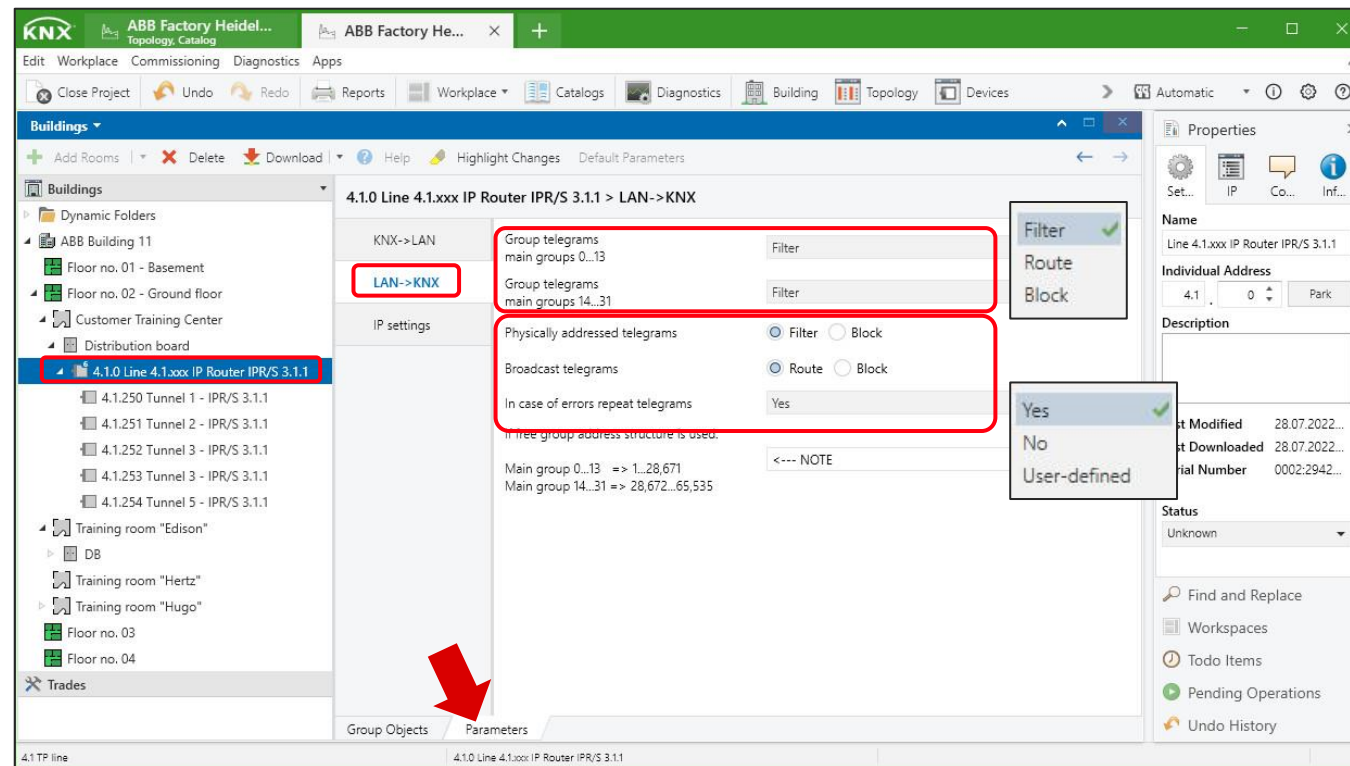 KNX
ABB Factory Heidel...
Topology, Catalog
ABB Factory He...
Edit Workplace Commissioning Diagnostics Apps
Close Project Undo Redo Reports Workplace Catalogs Diagnostics Building Topology Devices Automatic
Buildings
Add Rooms Delete Download Help Highlight Changes Default Parameters
Buildings
Dynamic Folders
ABB Building 11
Floor no. 01 - Basement
Floor no. 02 - Ground floor
Customer Training Center
Distribution board
4.1.0 Line 4.1.xxx IP Router IPR/S 3.1.1
4.1.250 Tunnel 1 - IPR/S 3.1.1
4.1.251 Tunnel 2 - IPR/S 3.1.1
4.1.252 Tunnel 3 - IPR/S 3.1.1
4.1.253 Tunnel 3 - IPR/S 3.1.1
4.1.254 Tunnel 5 - IPR/S 3.1.1
Training room "Edison"
DB
Training room "Hertz"
Training room "Hugo"
Floor no. 03
Floor no. 04
Trades
4.1.0 Line 4.1.xxx IP Router IPR/S 3.1.1 > LAN->KNX
KNX->LAN
LAN->KNX
IP settings
Group telegrams
main groups 0...13
Filter
Group telegrams
main groups 14...31
Filter
Physically addressed telegrams
Filter Block
Broadcast telegrams
Route Block
In case of errors repeat telegrams
Yes
If free group address structure is used:
Main group 0...13 => 1...28,671
Main group 14...31 => 28,672...65,535
<--- NOTE
Filter
Route
Block
Yes
No
User-defined
Group Objects Parameters
Properties
Set... IP Co... Inf...
Name
Line 4.1.xxx IP Router IPR/S 3.1.1
Individual Address
4.1 . 0 Park
Description
st Modified 28.07.2022...
st Downloaded 28.07.2022...
rial Number 0002:2942...
Status
Unknown
Find and Replace
Workspaces
Todo Items
Pending Operations
Undo History
4.1 TP line
4.1.0 Line 4.1.xxx IP Router IPR/S 3.1.1